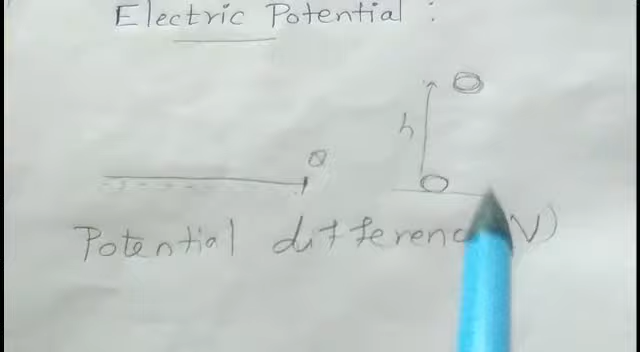 Electric Potential :
h
Potential difference (V)